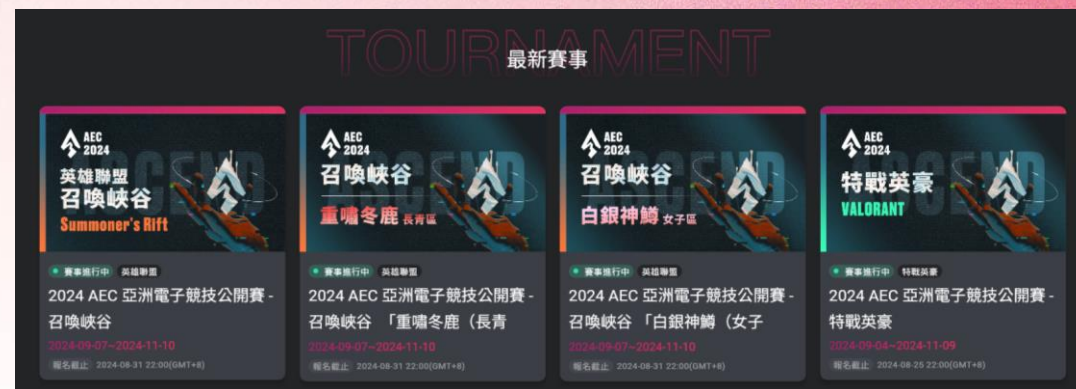 TOURNAMENT
最新賽事
AEC
2024
英雄聯盟
召喚峽谷
Summoner's Rift
賽事進行中 英雄聯盟
2024 AEC 亞洲電子競技公開賽 -
召喚峽谷
2024-09-07~2024-11-10
報名截止 2024-08-31 22:00(GMT+8)
AEC
2024
召喚峽谷
重嘯冬鹿 長青區
賽事進行中 英雄聯盟
2024 AEC 亞洲電子競技公開賽 -
召喚峽谷 「重嘯冬鹿（長青
2024-09-07~2024-11-10
報名截止 2024-08-31 22:00(GMT+8)
AEC
2024
召喚峽谷
白銀神鱒 女子區
賽事進行中 英雄聯盟
2024 AEC 亞洲電子競技公開賽 -
召喚峽谷 「白銀神鱒（女子
2024-09-07~2024-11-10
報名截止 2024-08-31 22:00(GMT+8)
AEC
2024
特戰英豪
VALORANT
賽事進行中 特戰英豪
2024 AEC 亞洲電子競技公開賽 -
特戰英豪
2024-09-04~2024-11-09
報名截止 2024-08-25 22:00(GMT+8)